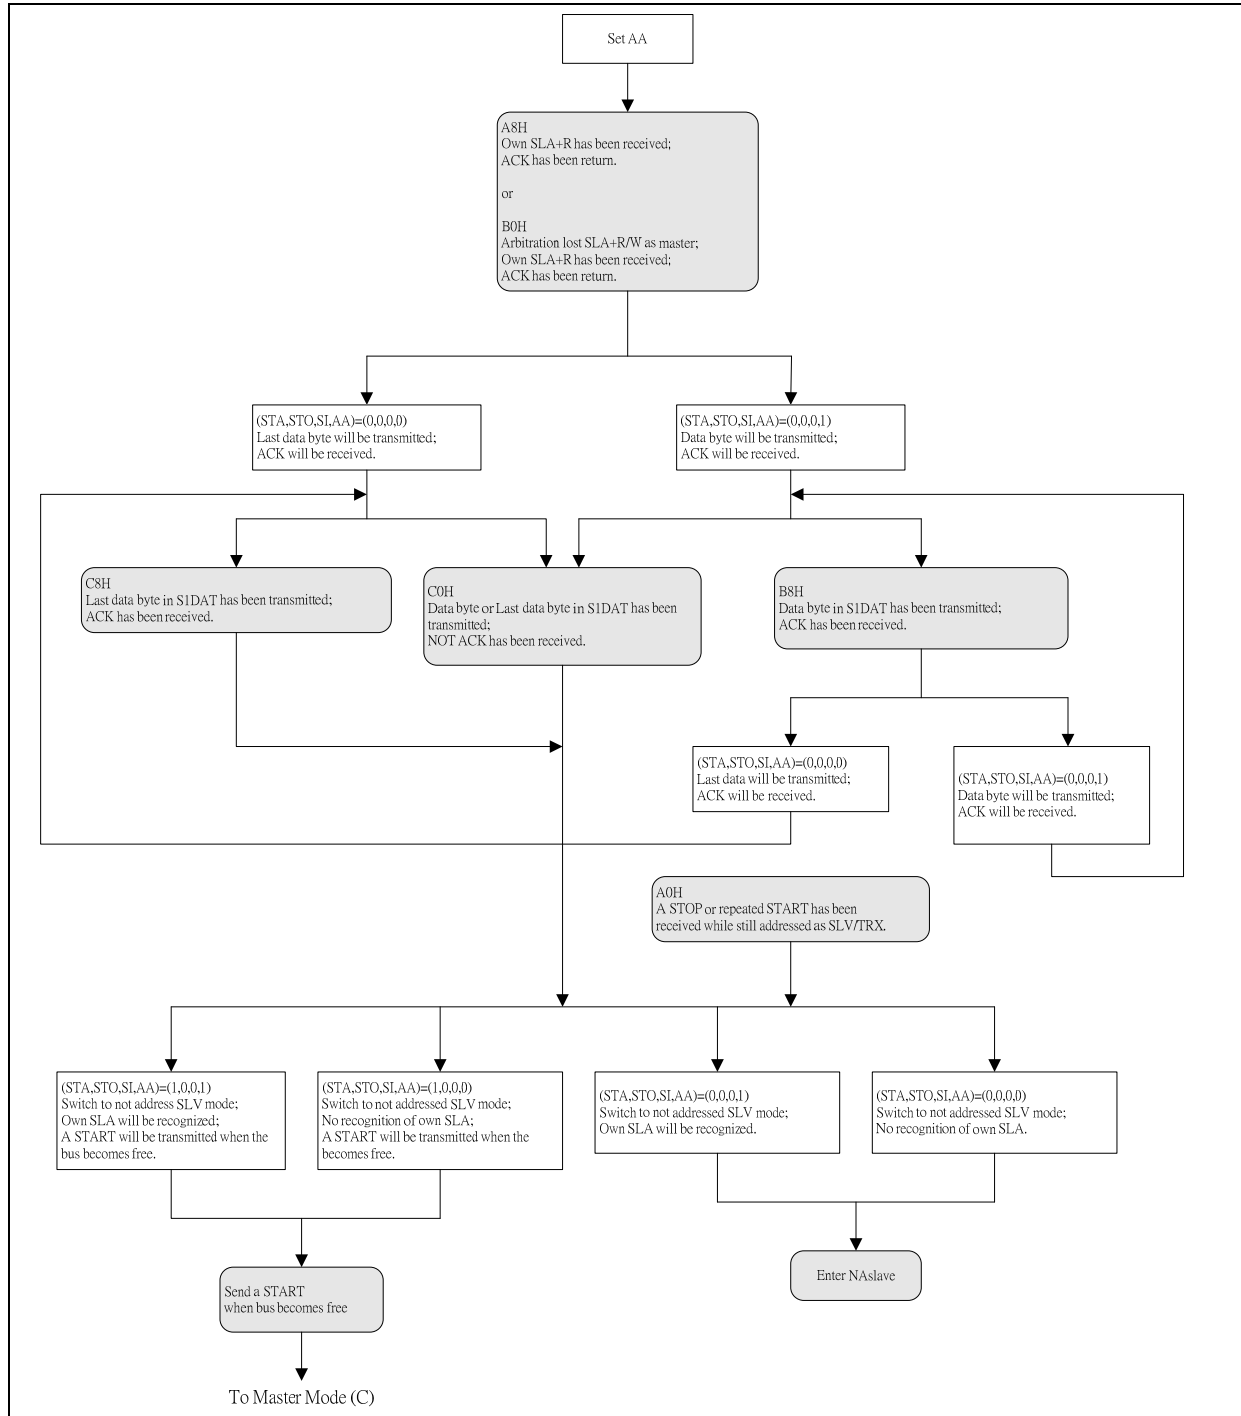 Set AA
A8H
Own SLA+R has been received;
ACK has been return.
or
B0H
Arbitration lost SLA+R/W as master;
Own SLA+R has been received;
ACK has been return.
(STA,STO,SI,AA)=(0,0,0,0)
Last data byte will be transmitted;
ACK will be received.
(STA,STO,SI,AA)=(0,0,0,1)
Data byte will be transmitted;
ACK will be received.
C8H
Last data byte in S1DAT has been transmitted;
ACK has been received.
C0H
Data byte or Last data byte in S1DAT has been
transmitted;
NOT ACK has been received.
B8H
Data byte in S1DAT has been transmitted;
ACK has been received.
(STA,STO,SI,AA)=(0,0,0,0)
Last data will be transmitted;
ACK will be received.
(STA,STO,SI,AA)=(0,0,0,1)
Data byte will be transmitted;
ACK will be received.
A0H
A STOP or repeated START has been
received while still addressed as SLV/TRX.
(STA,STO,SI,AA)=(1,0,0,1)
Switch to not address SLV mode;
Own SLA will be recognized;
A START will be transmitted when the
bus becomes free.
(STA,STO,SI,AA)=(1,0,0,0)
Switch to not addressed SLV mode;
No recognition of own SLA;
A START will be transmitted when the
becomes free.
(STA,STO,SI,AA)=(0,0,0,1)
Switch to not addressed SLV mode;
Own SLA will be recognized.
(STA,STO,SI,AA)=(0,0,0,0)
Switch to not addressed SLV mode;
No recognition of own SLA.
Send a START
when bus becomes free
Enter NAslave
To Master Mode (C)